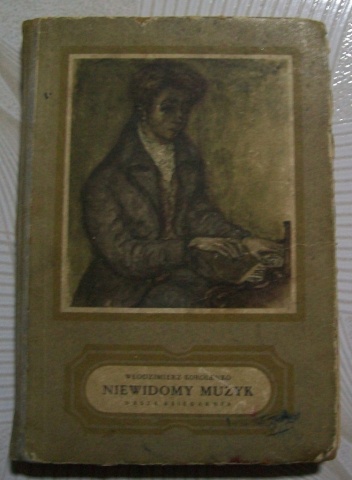 WŁODZIMIERZ KOROLENKO
NIEWIDOMY MUZYK
NASZA KSIĘGARNIA